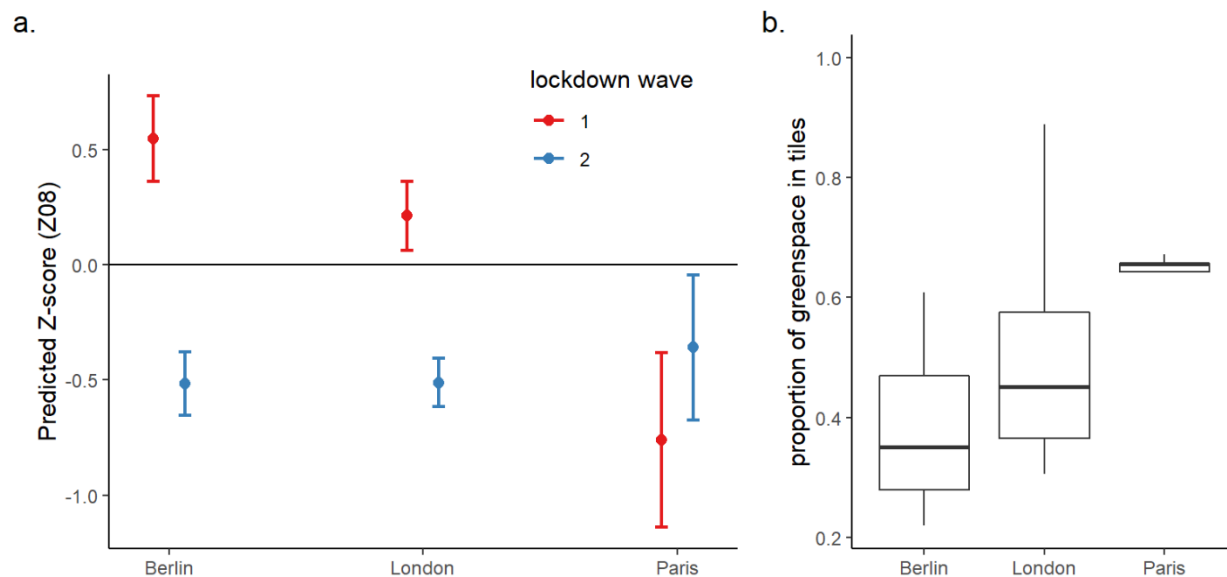 a.
lockdown wave
1
2
Predicted Z-score (Z08)
0.5
0.0
-0.5
-1.0
Berlin
London
Paris
b.
proportion of greenspace in tiles
1.0
0.8
0.6
0.4
0.2
Berlin
London
Paris